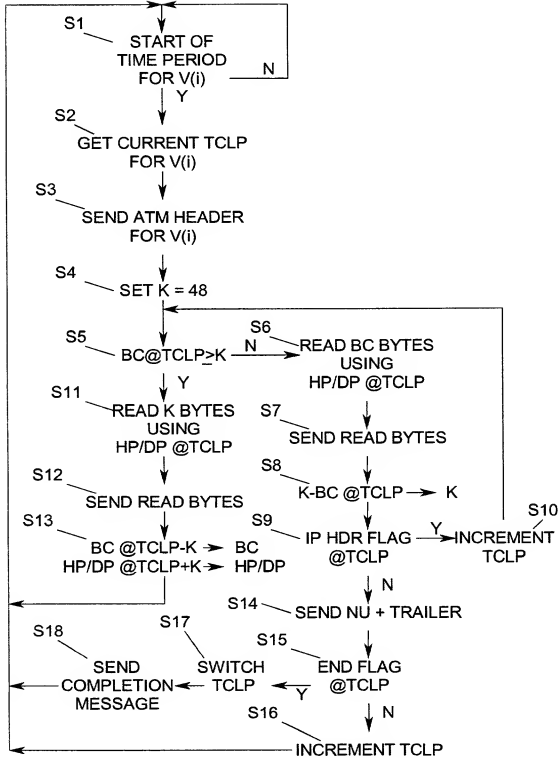 S1
START OF
TIME PERIOD
FOR V(i)
N
Y
S2
GET CURRENT TCLP
FOR V(i)
S3
SEND ATM HEADER
FOR V(i)
S4
SET K = 48
S5
BC@TCLP≥K
N
Y
S6
READ BC BYTES
USING
HP/DP @TCLP
S7
SEND READ BYTES
S8
K-BC @TCLP → K
S9
IP HDR FLAG
@TCLP
Y
N
S10
INCREMENT
TCLP
S11
READ K BYTES
USING
HP/DP @TCLP
S12
SEND READ BYTES
S13
BC @TCLP-K → BC
HP/DP @TCLP+K → HP/DP
S14
SEND NU + TRAILER
S15
END FLAG
@TCLP
Y
N
S16
INCREMENT TCLP
S17
SWITCH
TCLP
S18
SEND
COMPLETION
MESSAGE